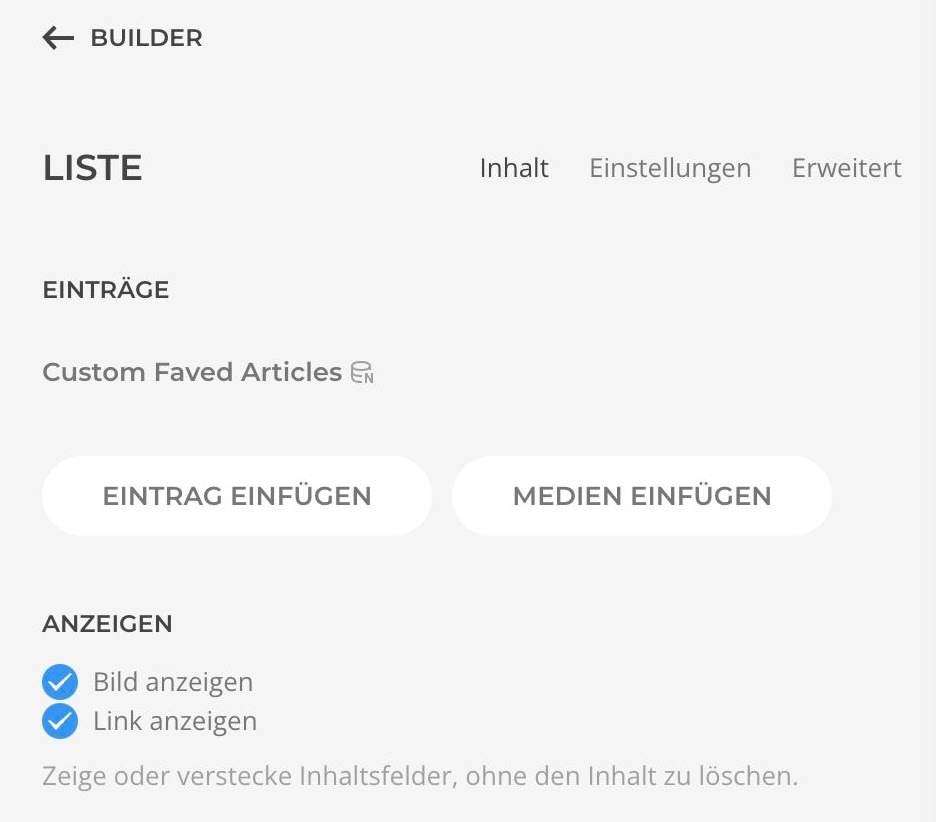 BUILDER
LISTE
Inhalt Einstellungen Erweitert
EINTRÄGE
Custom Faved Articles N
EINTRAG EINFÜGEN MEDIEN EINFÜGEN
ANZEIGEN
Bild anzeigen
Link anzeigen
Zeige oder verstecke Inhaltsfelder, ohne den Inhalt zu löschen.